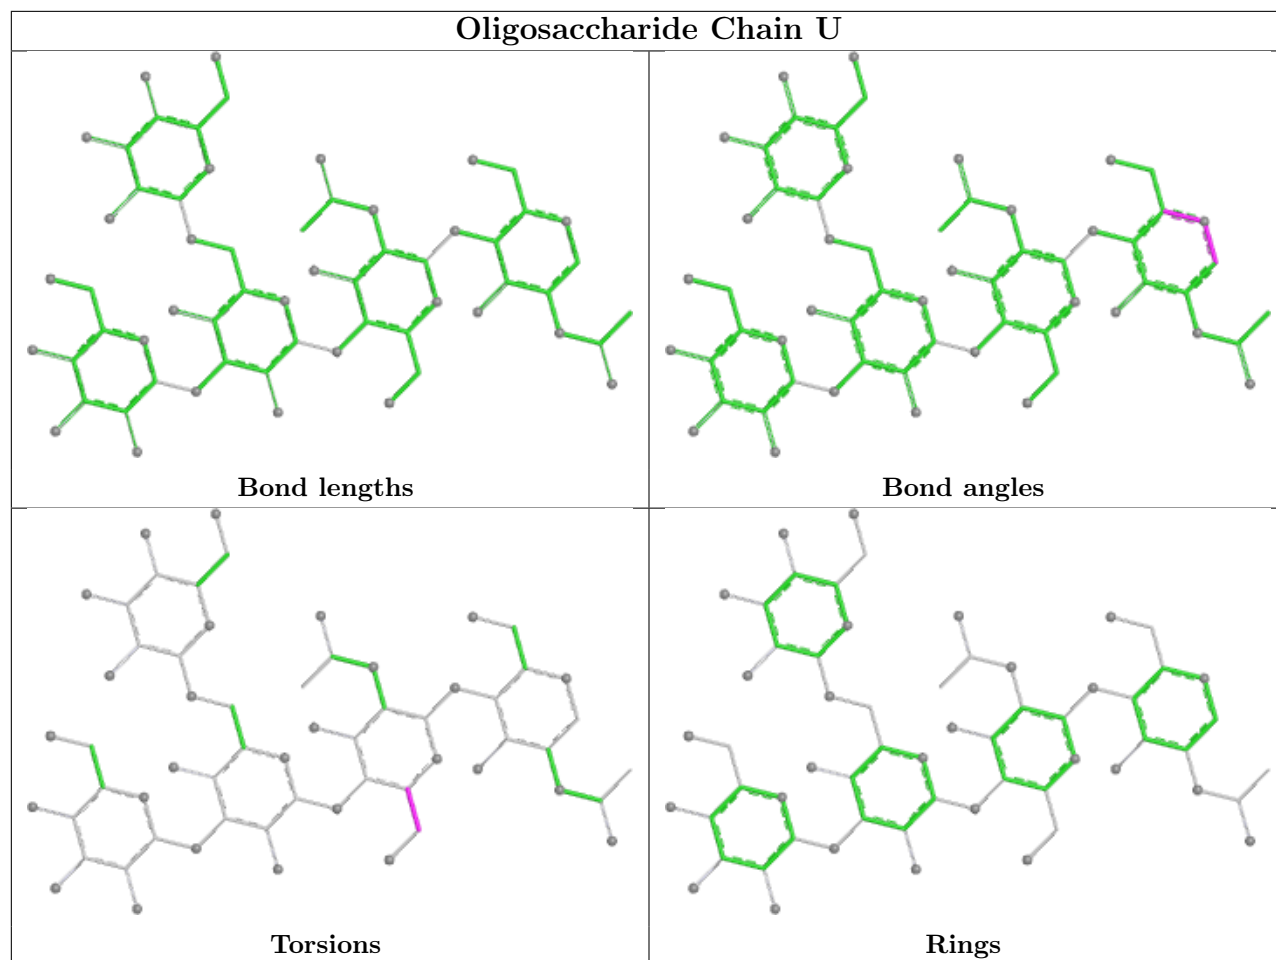 Oligosaccharide Chain U
Bond lengths
Bond angles
Torsions
Rings